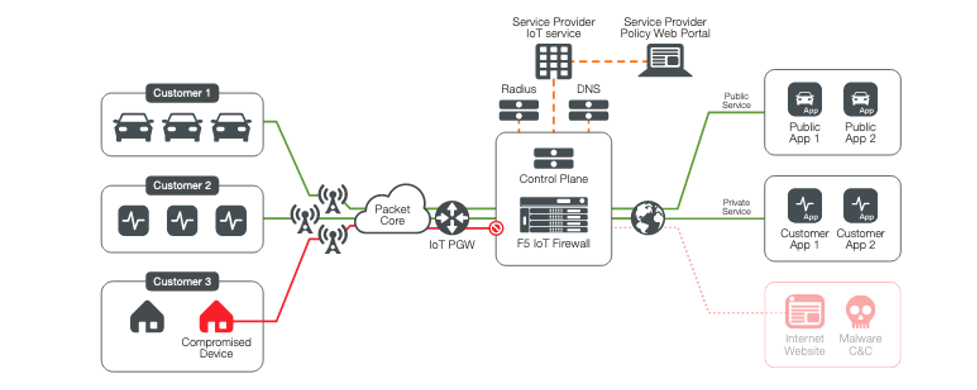 Service Provider
IoT service
Service Provider
Policy Web Portal
Radius
DNS
Customer 1
Public
Service
App
App
Public
App 1
Public
App 2
Control Plane
Customer 2
Packet
Core
IoT PGW
F5 IoT Firewall
Private
Service
App
App
Customer
App 1
Customer
App 2
Customer 3
Compromised
Device
Internet
Website
Malware
C&C